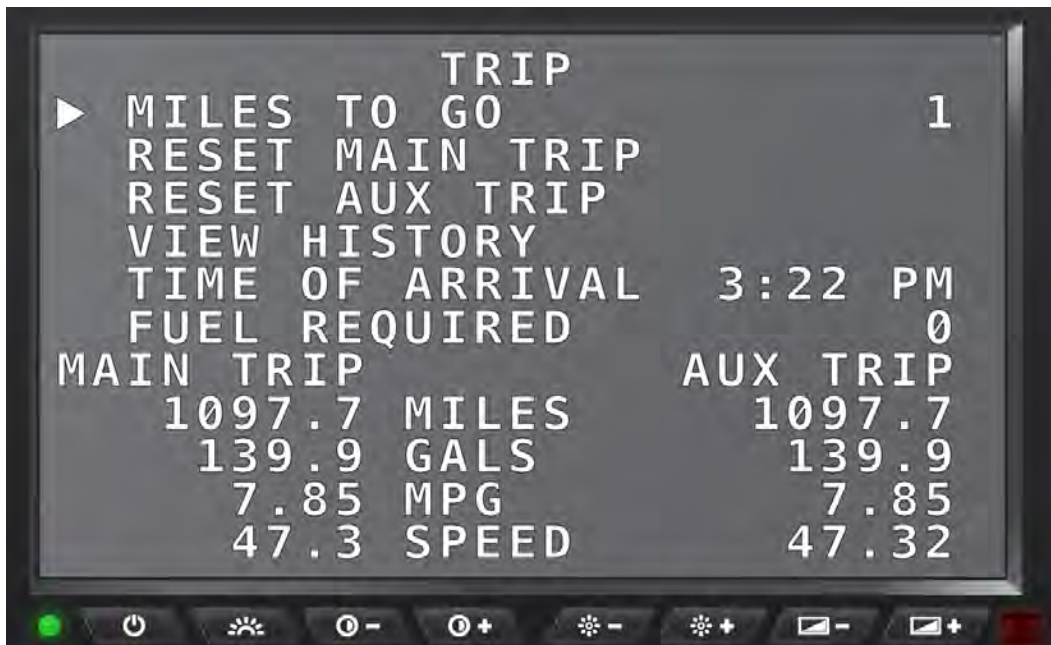 TRIP
▶ MILES TO GO 1
RESET MAIN TRIP
RESET AUX TRIP
VIEW HISTORY
TIME OF ARRIVAL 3:22 PM
FUEL REQUIRED 0
MAIN TRIP AUX TRIP
1097.7 MILES 1097.7
139.9 GALS 139.9
7.85 MPG 7.85
47.3 SPEED 47.32